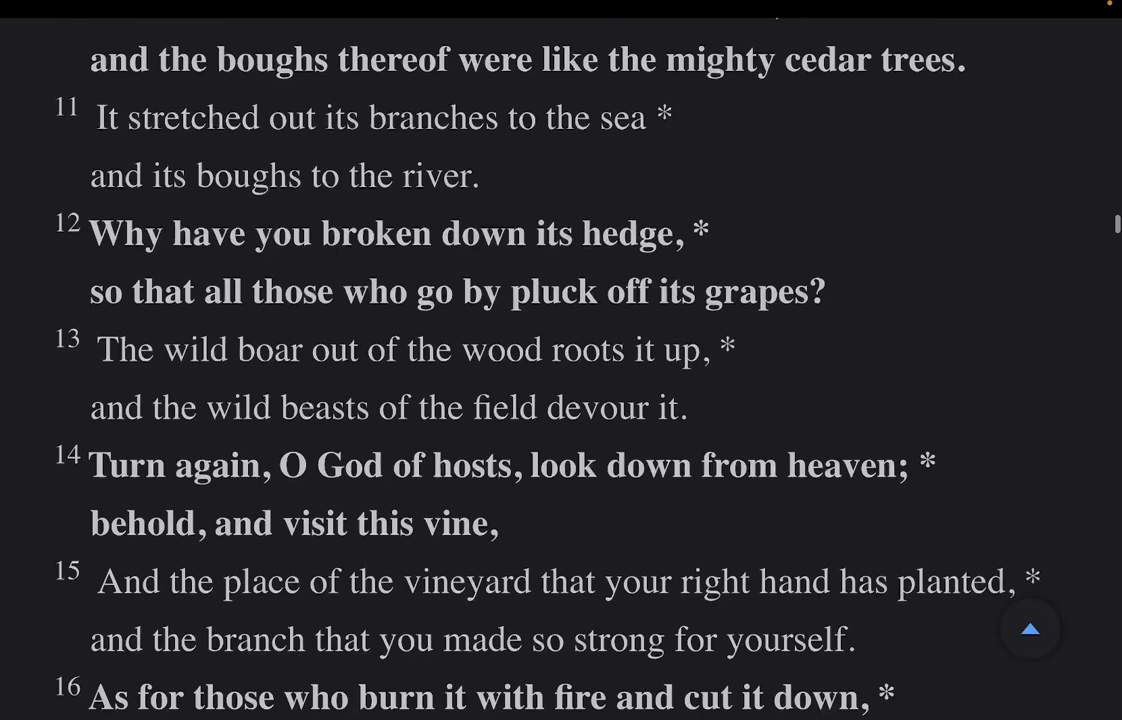 and the boughs thereof were like the mighty cedar trees.
11 It stretched out its branches to the sea *
and its boughs to the river.
12 Why have you broken down its hedge, *
so that all those who go by pluck off its grapes?
13 The wild boar out of the wood roots it up, *
and the wild beasts of the field devour it.
14 Turn again, O God of hosts, look down from heaven; *
behold, and visit this vine,
15 And the place of the vineyard that your right hand has planted, *
and the branch that you made so strong for yourself.
16 As for those who burn it with fire and cut it down, *